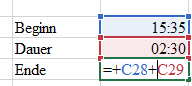 Beginn 15:35
Dauer 02:30
Ende =+C28+C29